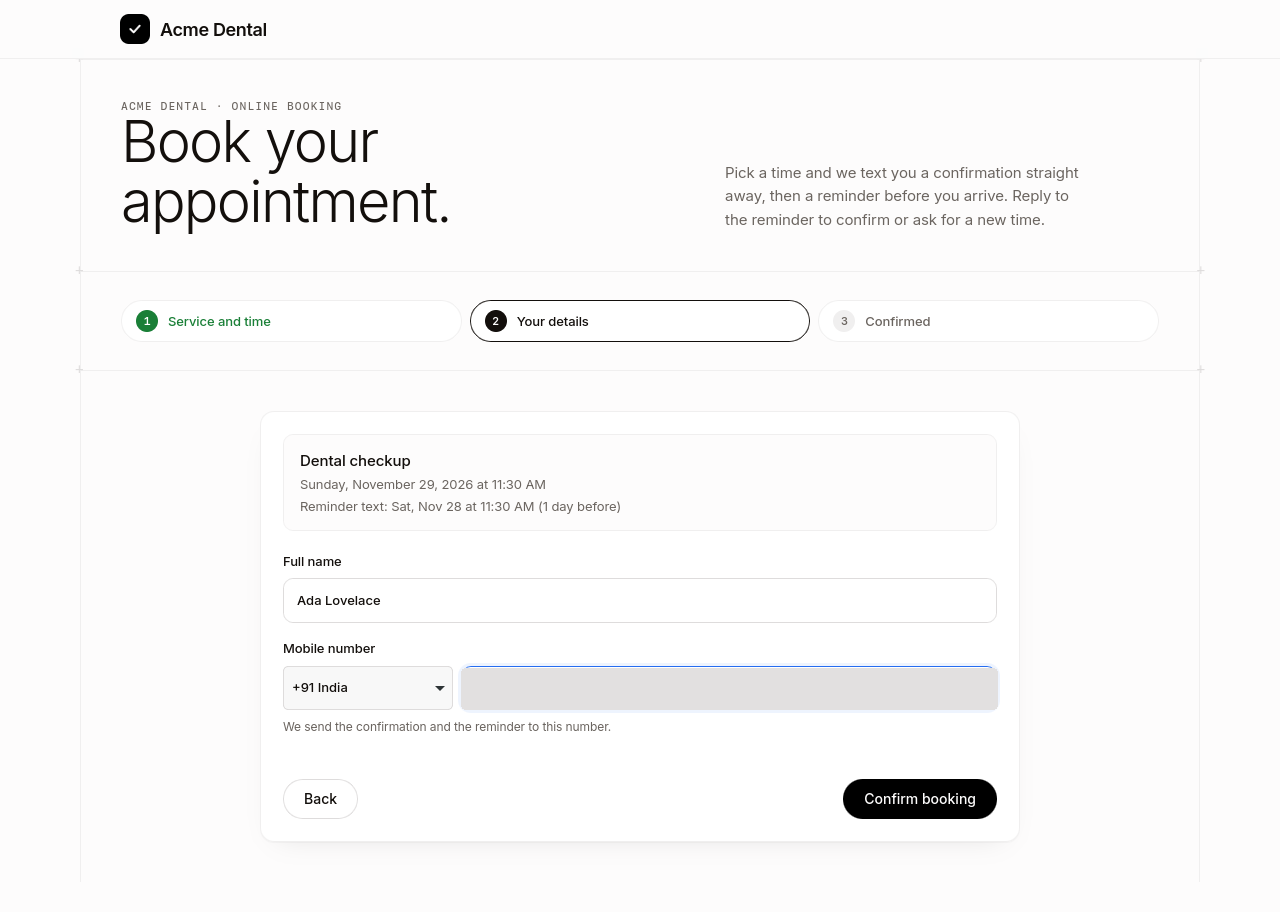 Acme Dental
ACME DENTAL · ONLINE BOOKING
Book your
appointment.
Pick a time and we text you a confirmation straight
away, then a reminder before you arrive. Reply to
the reminder to confirm or ask for a new time.
1 Service and time
2 Your details
3 Confirmed
Dental checkup
Sunday, November 29, 2026 at 11:30 AM
Reminder text: Sat, Nov 28 at 11:30 AM (1 day before)
Full name
Ada Lovelace
Mobile number
+91 India
We send the confirmation and the reminder to this number.
Back
Confirm booking